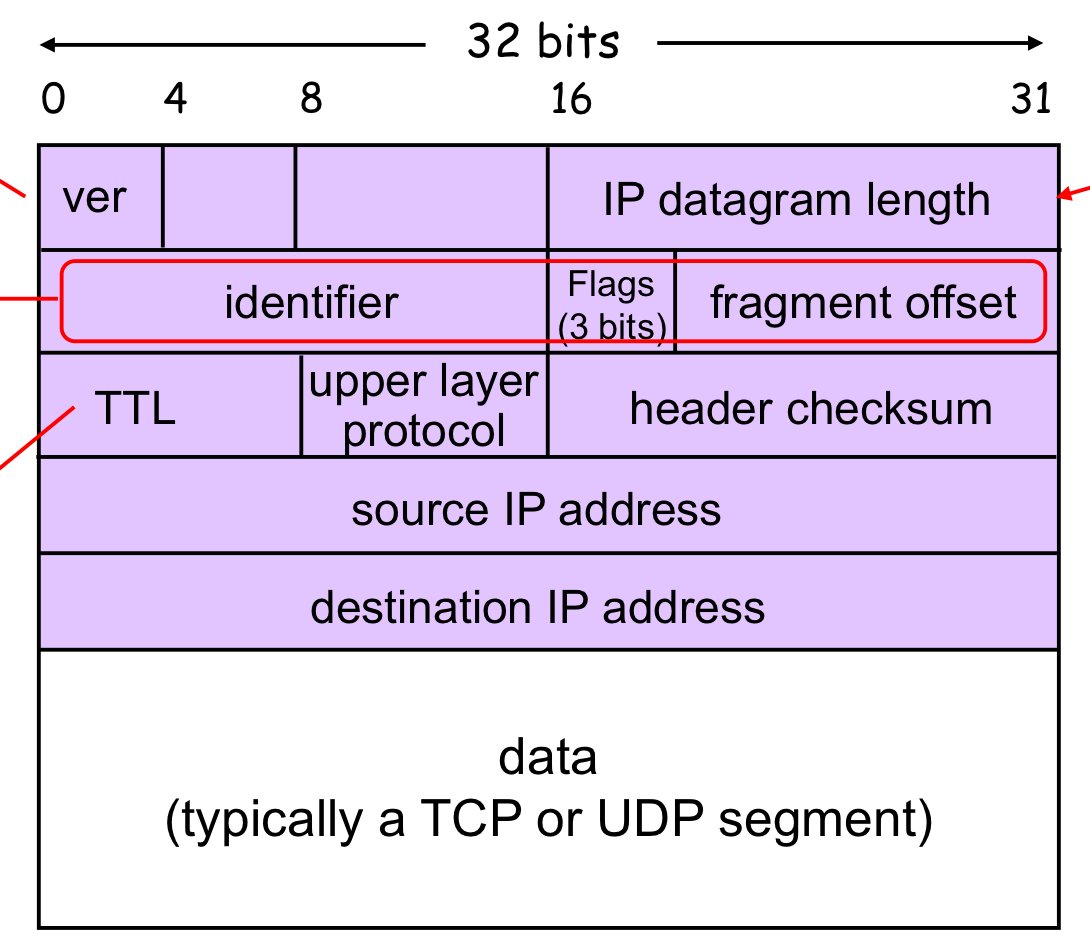 32 bits
0 4 8 16 31
ver IP datagram length
identifier Flags (3 bits) fragment offset
TTL upper layer protocol header checksum
source IP address
destination IP address
data
(typically a TCP or UDP segment)